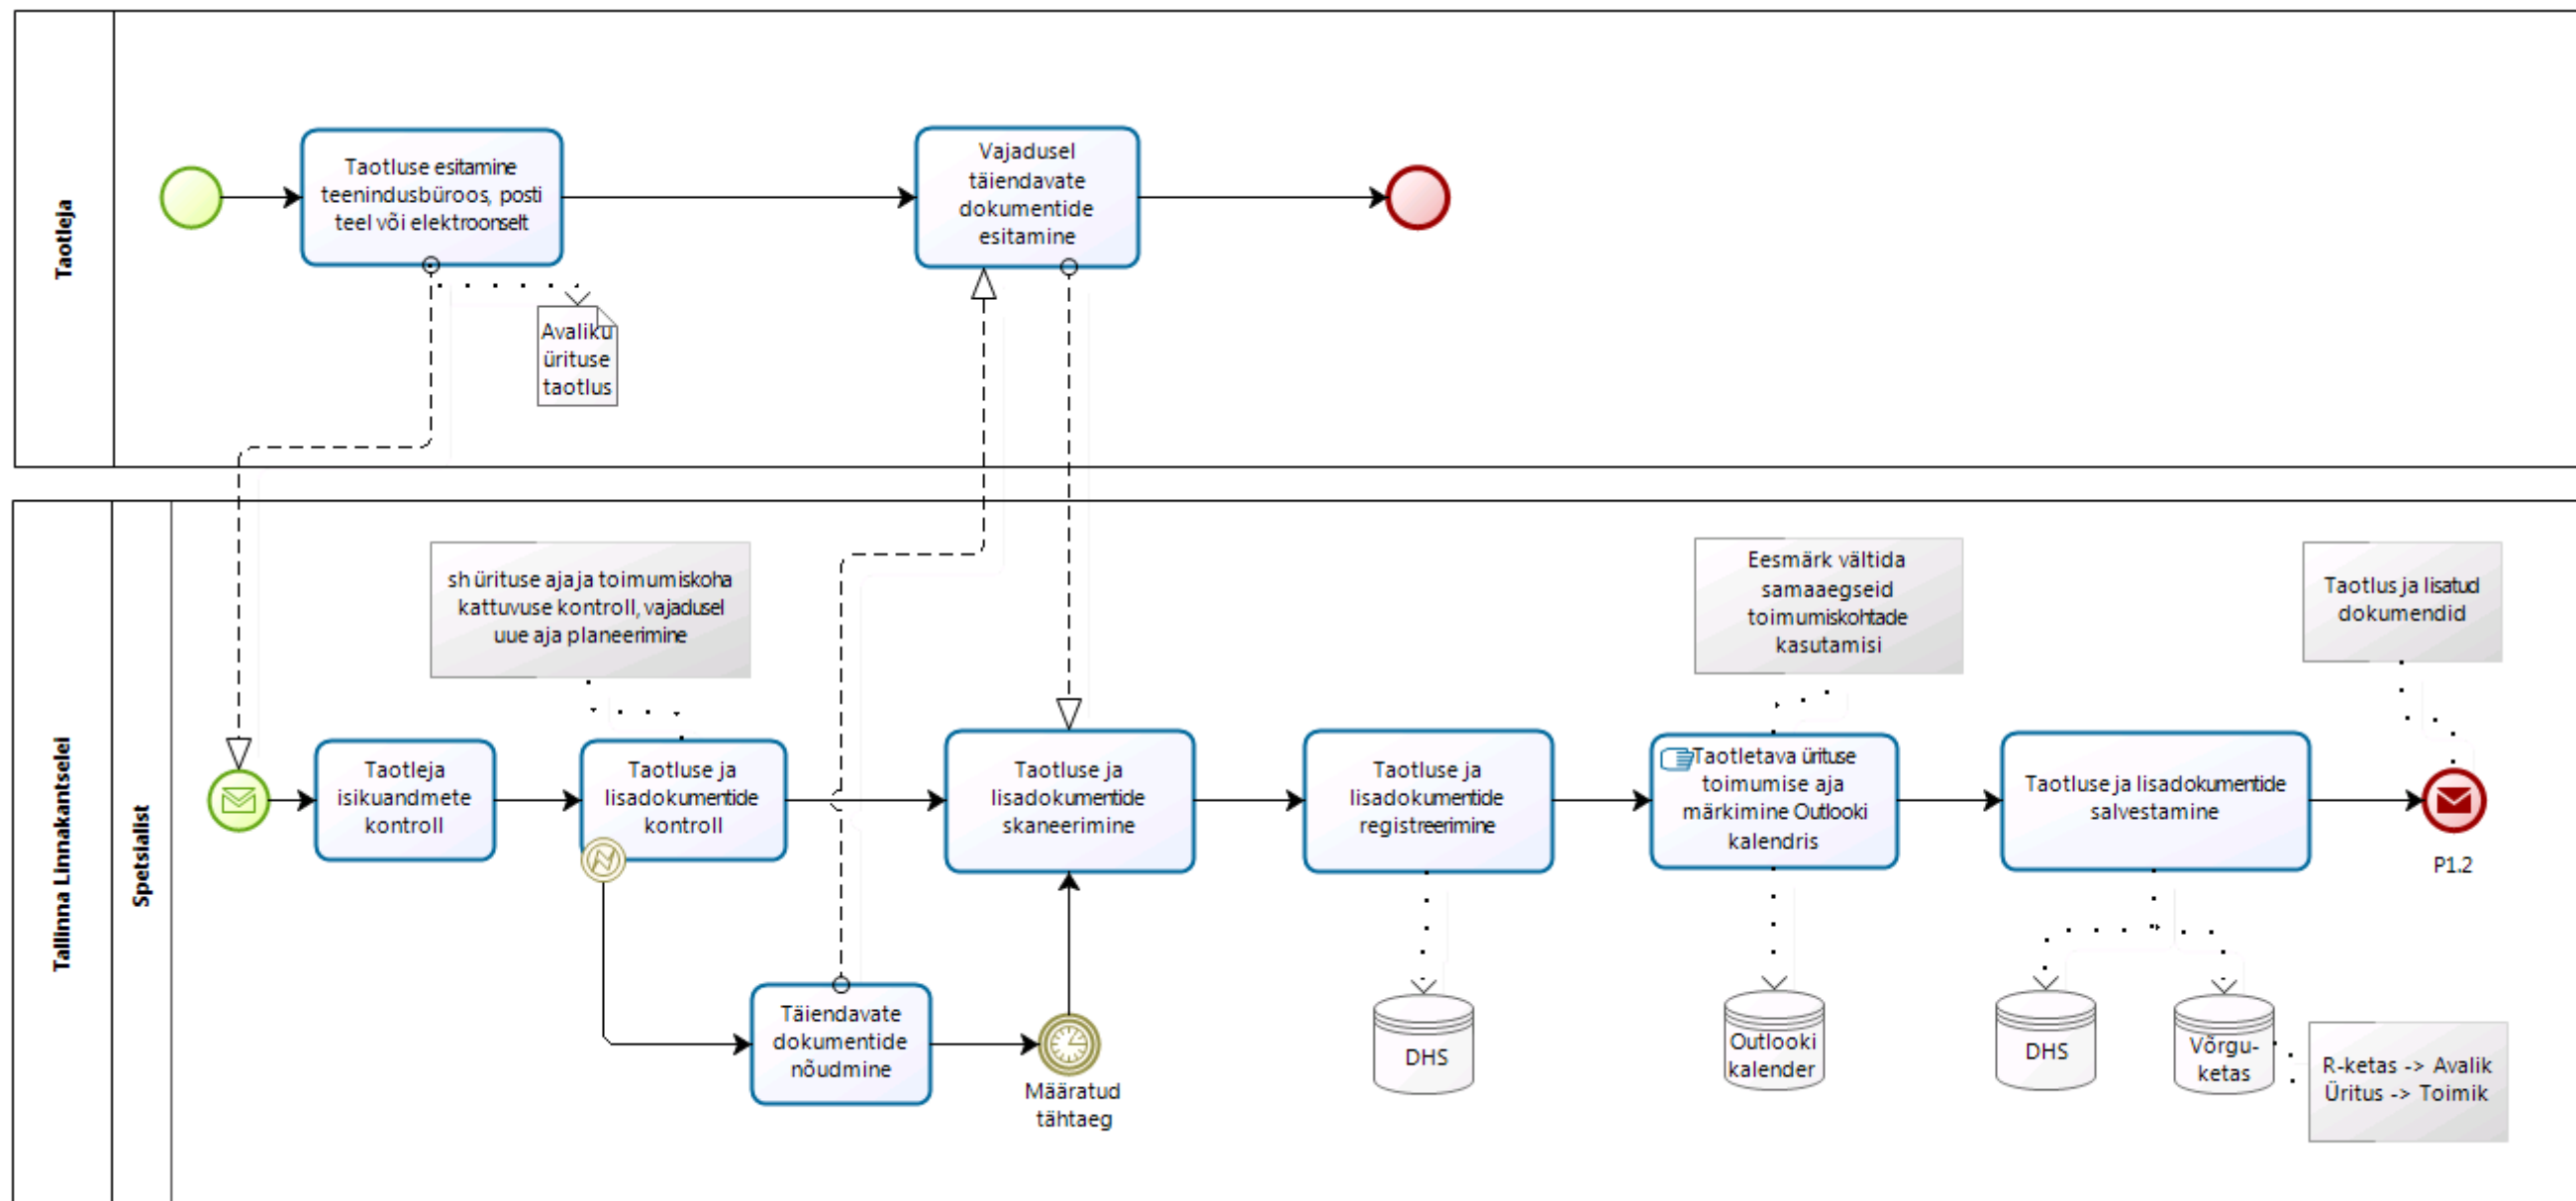 Taotleja
Taotluse esitamine
teenindusbüroos, posti
teel või elektroonselt
Vajadusel
täiendavate
dokumentide
esitamine
Avaliku
ürituse
taotlus
Tallinna Linnakantselei
Spetsialist
sh ürituse aja ja toimumiskoha
kattuvuse kontroll, vajadusel
uue aja planeerimine
Eesmärk vältida
samaaegseid
toimumiskohtade
kasutamisi
Taotlus ja lisatud
dokumendid
Taotleja
isikuandmete
kontroll
Taotluse ja
lisadokumentide
kontroll
Taotluse ja
lisadokumentide
skaneerimine
Taotluse ja
lisadokumentide
registreerimine
Taotletava ürituse
toimumise aja
märkimine Outlooki
kalendris
Taotluse ja lisadokumentide
salvestamine
P1.2
Täiendavate
dokumentide
nõudmine
Määratud
tähtaeg
DHS
Outlooki
kalender
DHS
Võrgu-
ketas
R-ketas -> Avalik
Üritus -> Toimik